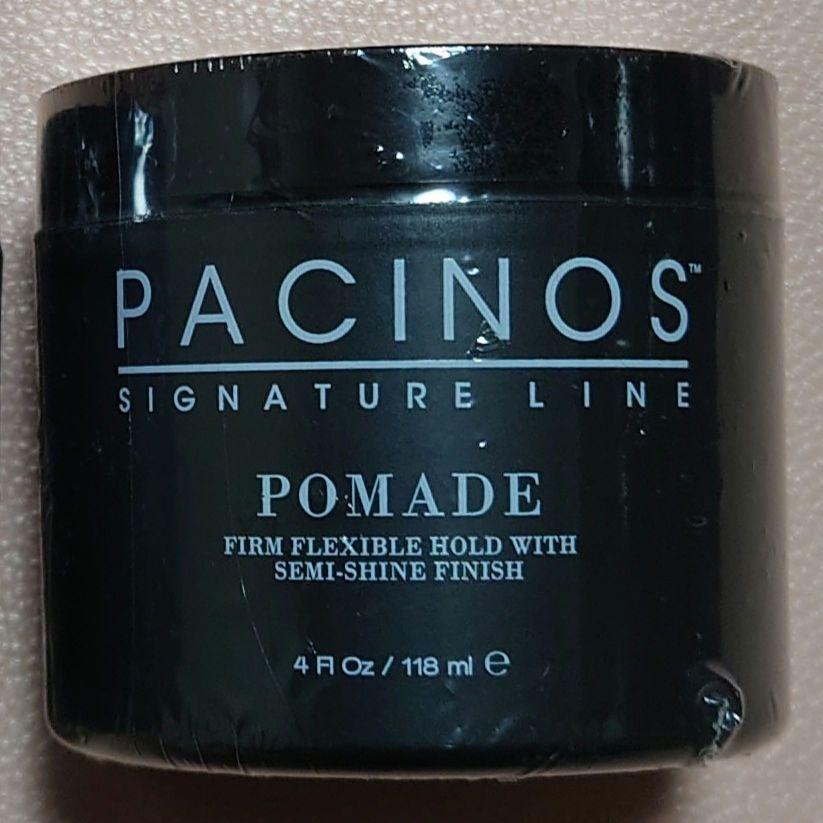 PACINOS™
SIGNATURE LINE
POMADE
FIRM FLEXIBLE HOLD WITH
SEMI-SHINE FINISH
4 Fl Oz / 118 ml ℮